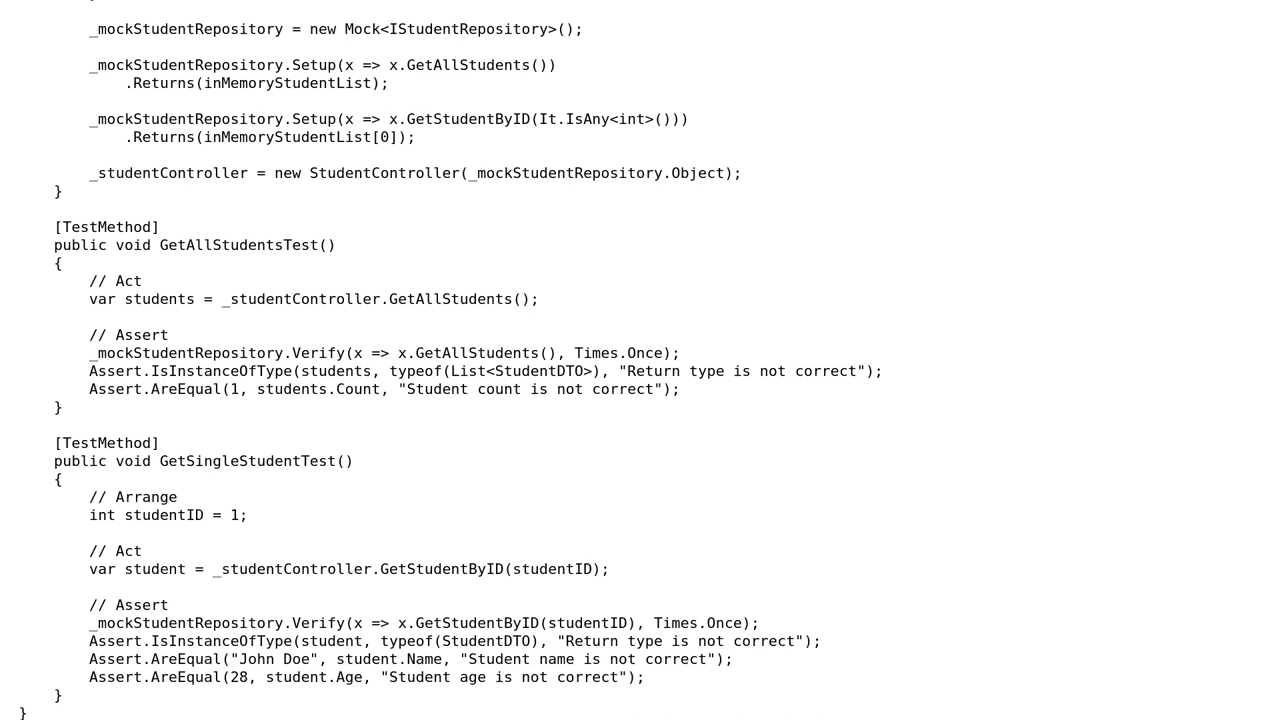 _mockStudentRepository = new Mock<IStudentRepository>();
_mockStudentRepository.Setup(x => x.GetAllStudents())
.Returns(inMemoryStudentList);
_mockStudentRepository.Setup(x => x.GetStudentByID(It.IsAny<int>()))
.Returns(inMemoryStudentList[0]);
_studentController = new StudentController(_mockStudentRepository.Object);
}
[TestMethod]
public void GetAllStudentsTest()
{
// Act
var students = _studentController.GetAllStudents();
// Assert
_mockStudentRepository.Verify(x => x.GetAllStudents(), Times.Once);
Assert.IsInstanceOfType(students, typeof(List<StudentDTO>), "Return type is not correct");
Assert.AreEqual(1, students.Count, "Student count is not correct");
}
[TestMethod]
public void GetSingleStudentTest()
{
// Arrange
int studentID = 1;
// Act
var student = _studentController.GetStudentByID(studentID);
// Assert
_mockStudentRepository.Verify(x => x.GetStudentByID(studentID), Times.Once);
Assert.IsInstanceOfType(student, typeof(StudentDTO), "Return type is not correct");
Assert.AreEqual("John Doe", student.Name, "Student name is not correct");
Assert.AreEqual(28, student.Age, "Student age is not correct");
}
}